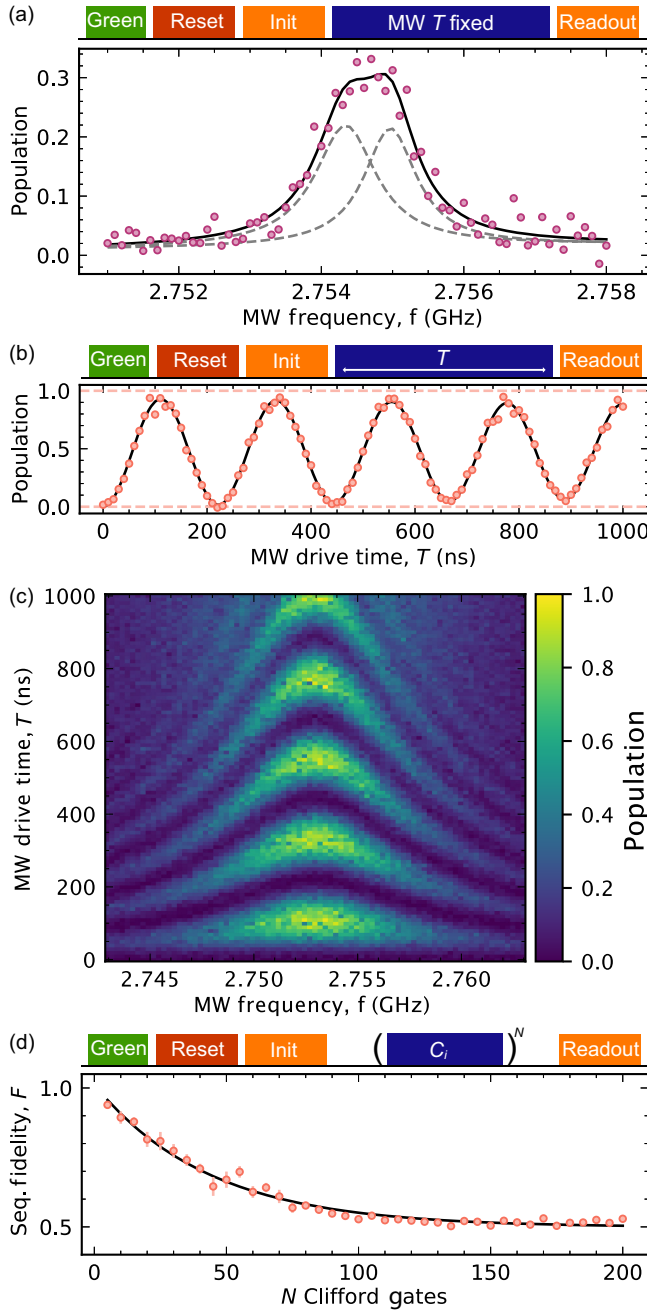 (a)
Green Reset Init MW T fixed Readout
0.3
0.2
0.1
0.0
Population
2.752 2.754 2.756 2.758
MW frequency, f (GHz)
(b)
Green Reset Init T Readout
1.0
0.5
0.0
Population
0 200 400 600 800 1000
MW drive time, T (ns)
(c)
1000
800
600
400
200
0
MW drive time, T (ns)
2.745 2.750 2.755 2.760
MW frequency, f (GHz)
1.0
0.8
0.6
0.4
0.2
0.0
Population
(d)
Green Reset Init ( C_i )^N Readout
1.0
0.5
Seq. fidelity, F
0 50 100 150 200
N Clifford gates